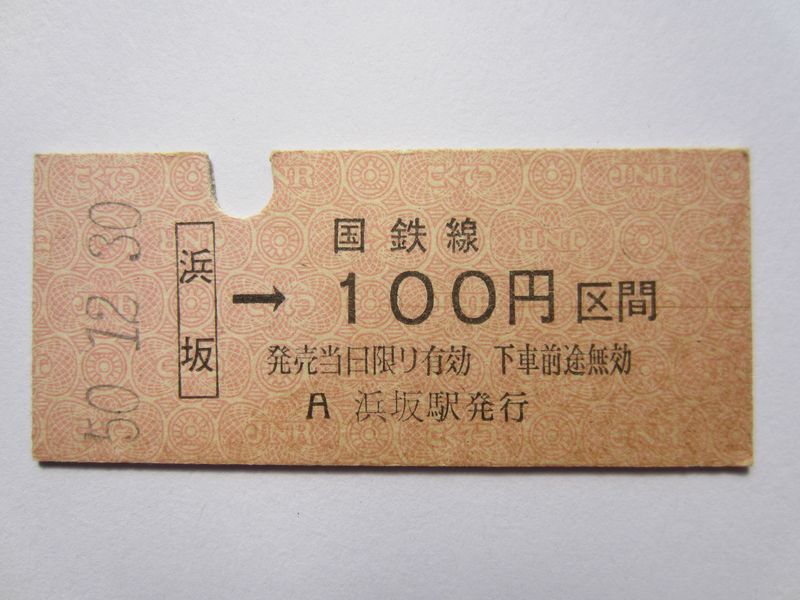 50.12.30
浜坂
国鉄線
→100円区間
発売当日限り有効 下車前途無効
A 浜坂駅発行